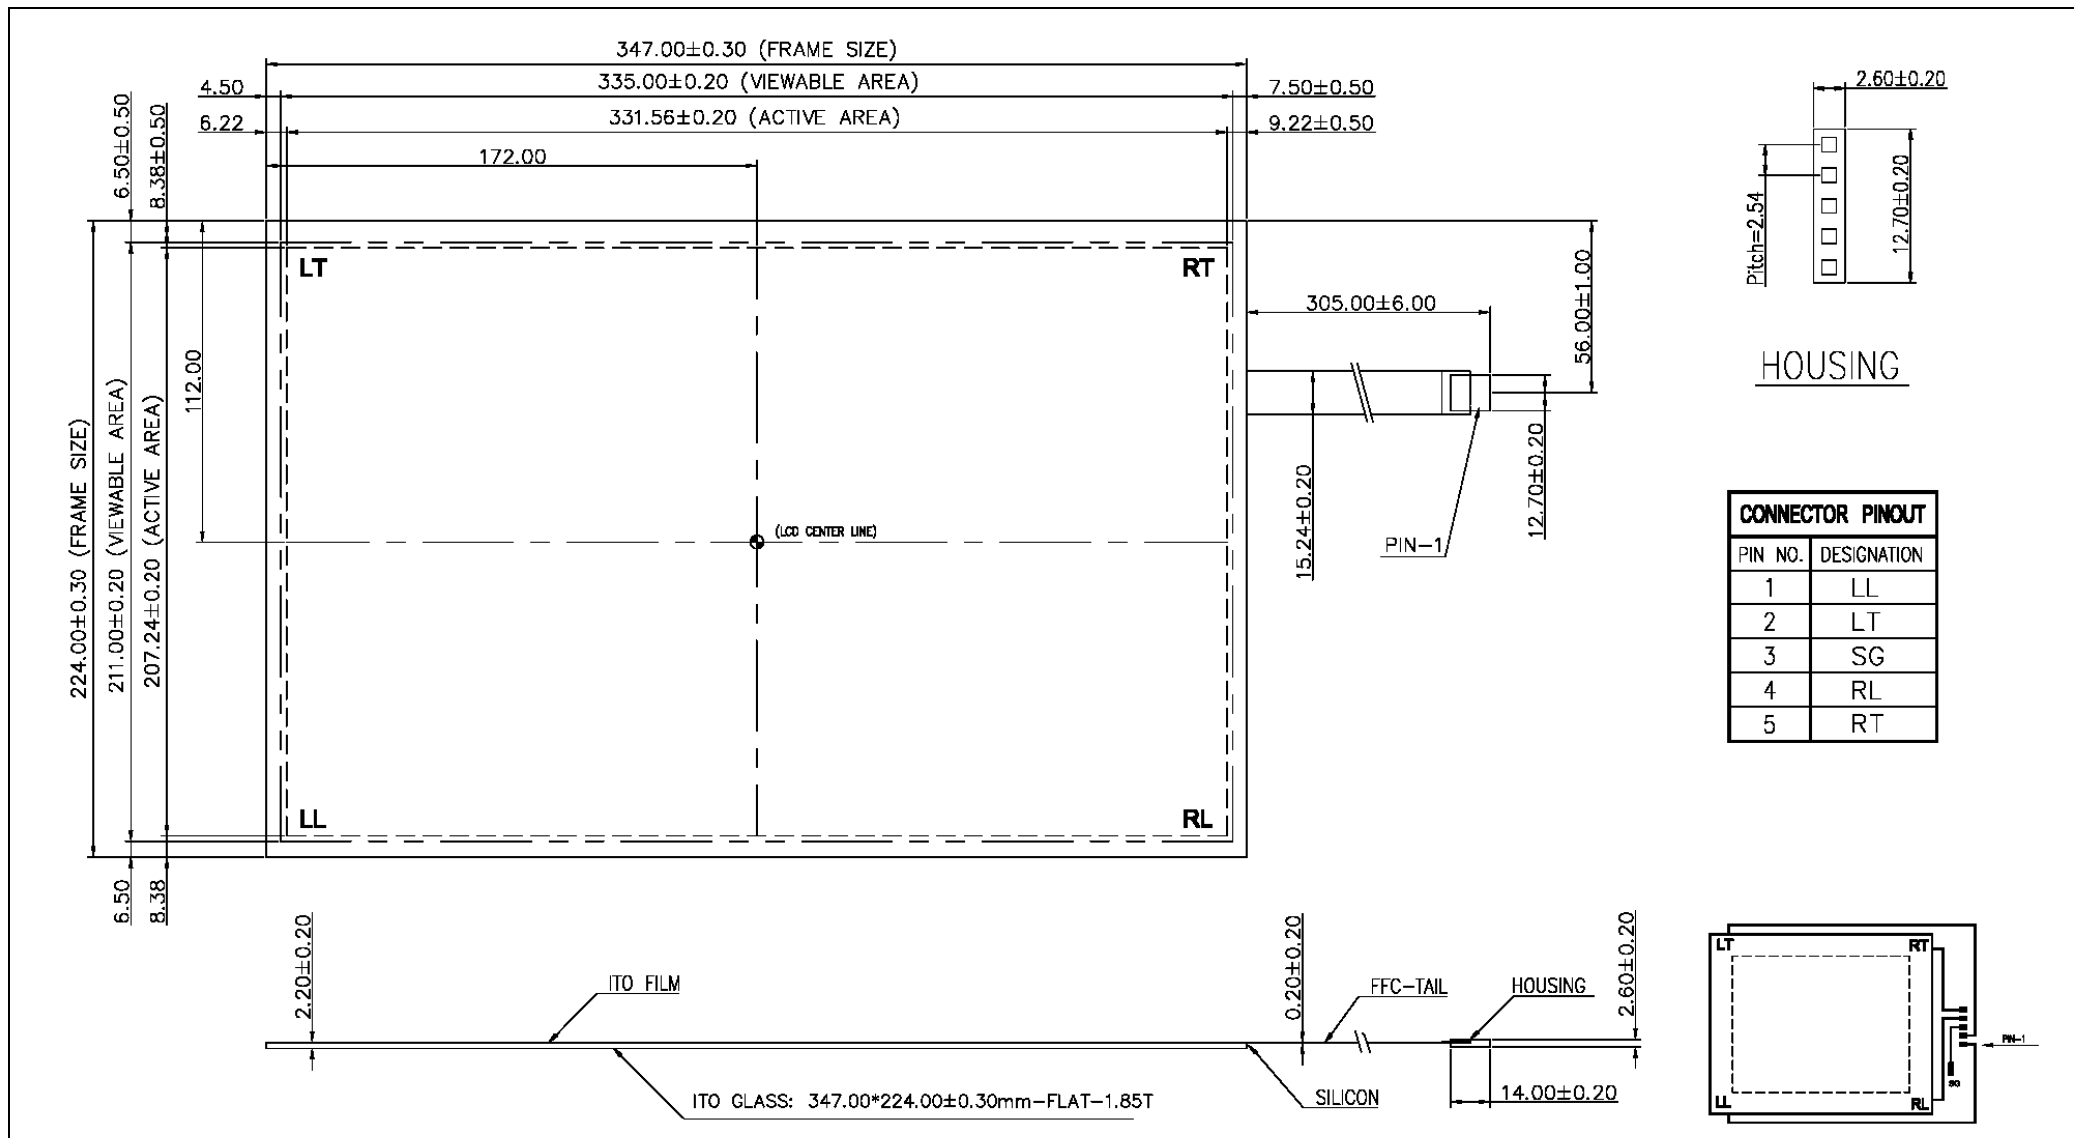 347.00±0.30 (FRAME SIZE)
4.50
335.00±0.20 (VIEWABLE AREA)
7.50±0.50
6.22
331.56±0.20 (ACTIVE AREA)
9.22±0.50
172.00
6.50±0.50
8.38±0.50
224.00±0.30 (FRAME SIZE)
211.00±0.20 (VIEWABLE AREA)
207.24±0.20 (ACTIVE AREA)
112.00
6.50
8.38
LT
RT
(LCD CENTER LINE)
LL
RL
305.00±6.00
56.00±1.00
15.24±0.20
12.70±0.20
PIN-1
2.60±0.20
Pitch=2.54
12.70±0.20
HOUSING
CONNECTOR PINOUT
PIN NO. DESIGNATION
1 LL
2 LT
3 SG
4 RL
5 RT
2.20±0.20
ITO FILM
ITO GLASS: 347.00*224.00±0.30mm-FLAT-1.85T
0.20±0.20
FFC-TAIL
HOUSING
2.60±0.20
SILICON
14.00±0.20
LT
RT
PIN-1
SG
LL
RL